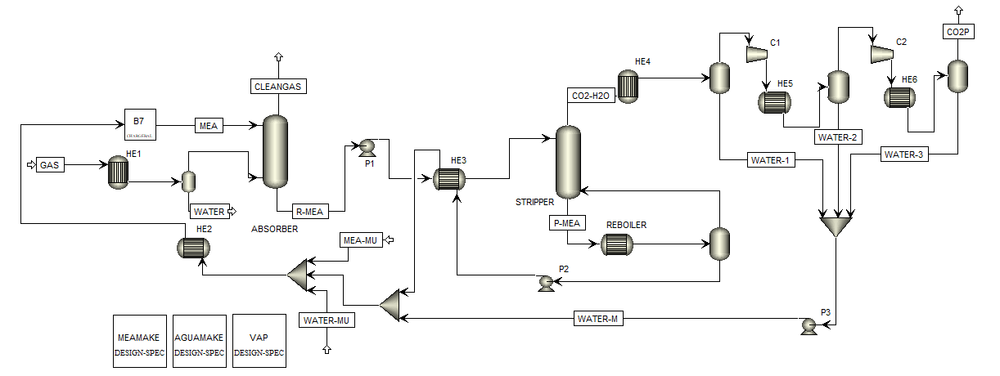 CO2P
C1
C2
HE4
HE5
HE6
CLEANGAS
CO2-H2O
B7
CHARGEBAL
MEA
WATER-2
HE1
P1
HE3
WATER-1
WATER-3
GAS
STRIPPER
WATER
R-MEA
ABSORBER
P-MEA
REBOILER
HE2
MEA-MU
P2
WATER-MU
WATER-M
P3
MEAMAKE
DESIGN-SPEC
AGUAMAKE
DESIGN-SPEC
VAP
DESIGN-SPEC